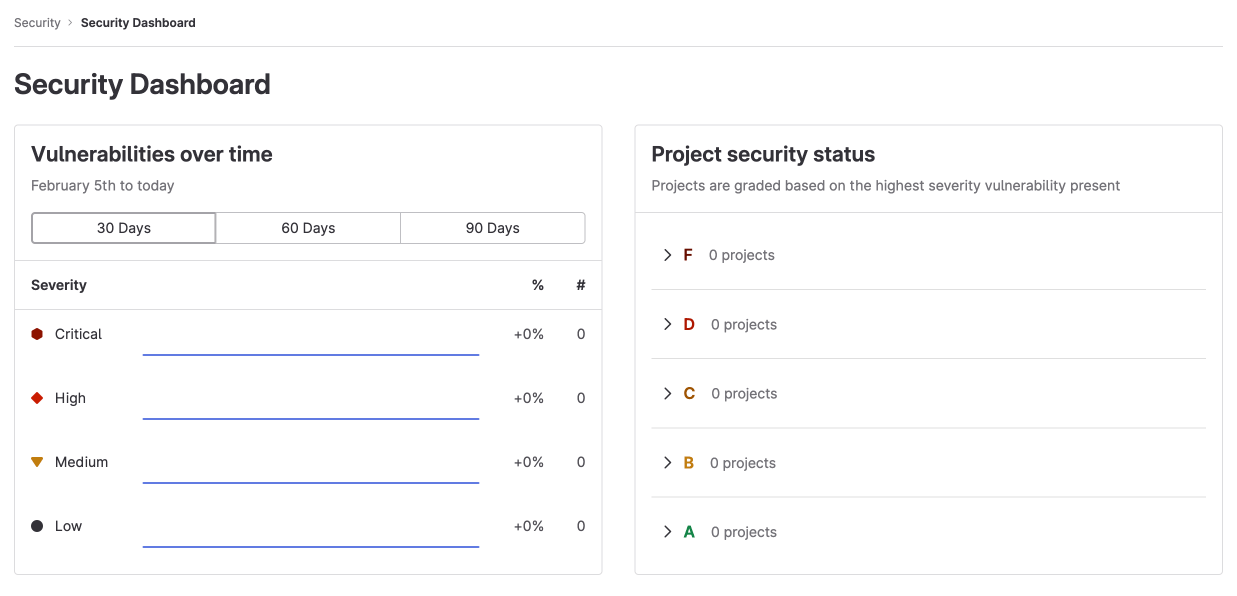 Security > Security Dashboard
Security Dashboard
Vulnerabilities over time
February 5th to today
30 Days 60 Days 90 Days
Severity % #
Critical +0% 0
High +0% 0
Medium +0% 0
Low +0% 0
Project security status
Projects are graded based on the highest severity vulnerability present
F 0 projects
D 0 projects
C 0 projects
B 0 projects
A 0 projects